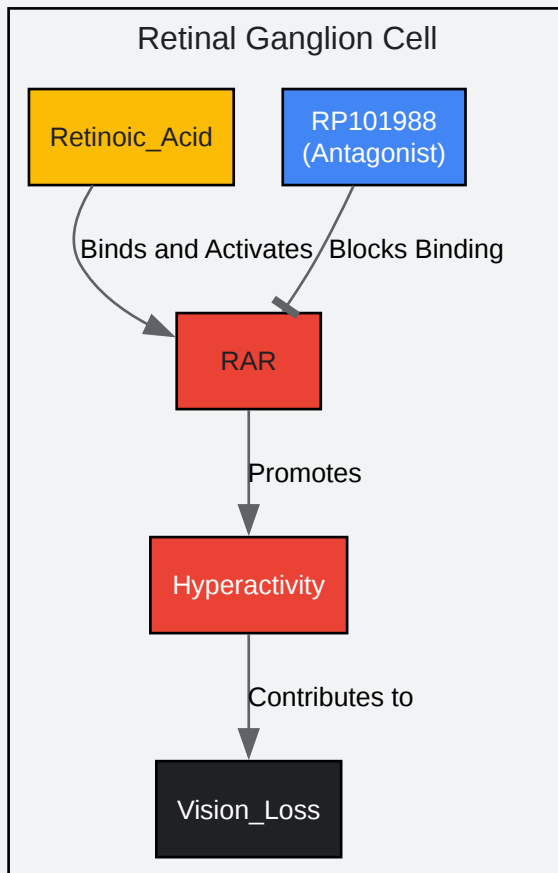 Retinal Ganglion Cell
Retinoic_Acid
RP101988
(Antagonist)
Binds and Activates
Blocks Binding
RAR
Promotes
Hyperactivity
Contributes to
Vision_Loss